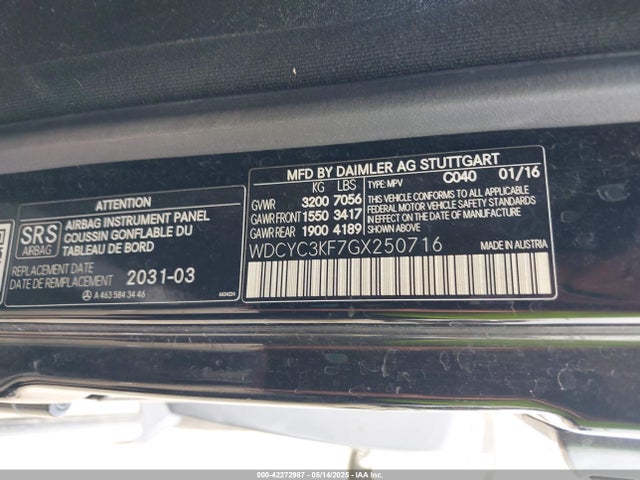 ATTENTION
SRS
AIRBAG
AIRBAG INSTRUMENT PANEL
COUSSIN GONFLABLE DU
TABLEAU DE BORD
REPLACEMENT DATE
DATE DE REMPLACEMENT
2031-03
A 463 584 34 46
MFD BY DAIMLER AG STUTTGART
KG LBS
TYPE: MPV
C040 01/16
GVWR 3200 7056
GAWR FRONT 1550 3417
GAWR REAR 1900 4189
THIS VEHICLE CONFORMS TO ALL APPLICABLE
FEDERAL MOTOR VEHICLE SAFETY STANDARDS
IN EFFECT ON THE DATE OF MANUFACTURE
SHOWN ABOVE.
WDCYC3KF7GX250716
MADE IN AUSTRIA
000-42272987 - 05/14/2025 - IAA Inc.